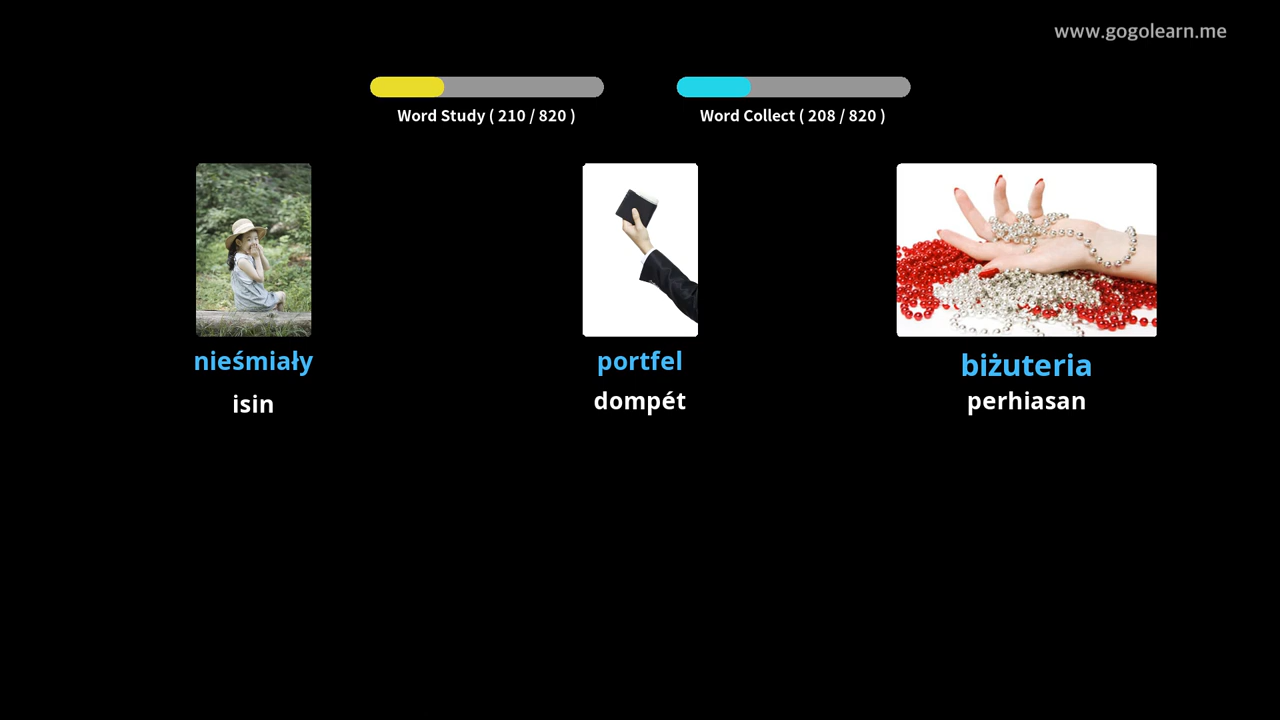 www.gogolearn.me
Word Study ( 210 / 820 )
Word Collect ( 208 / 820 )
nieśmiały
isin
portfel
dompét
biżuteria
perhiasan